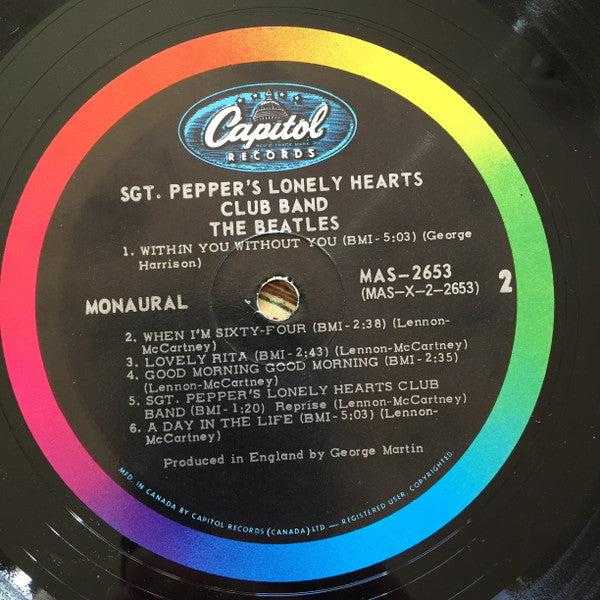 Capitol
REG'D TRADE MARK
RECORDS
SGT. PEPPER'S LONELY HEARTS
CLUB BAND
THE BEATLES
1. WITHIN YOU WITHOUT YOU (BMI-5:03) (George
Harrison)
MONAURAL
MAS-2653
(MAS-X-2-2653)
2
2. WHEN I'M SIXTY-FOUR (BMI-2:38) (Lennon-
McCartney)
3. LOVELY RITA (BMI-2:43) (Lennon-McCartney)
4. GOOD MORNING GOOD MORNING (BMI-2:35)
(Lennon-McCartney)
5. SGT. PEPPER'S LONELY HEARTS CLUB
BAND (BMI-1:20) Reprise (Lennon-McCartney)
6. A DAY IN THE LIFE (BMI-5:03) (Lennon-
McCartney)
Produced in England by George Martin
MFD. IN CANADA BY CAPITOL RECORDS (CANADA) LTD. — REGISTERED USER. COPYRIGHTED.